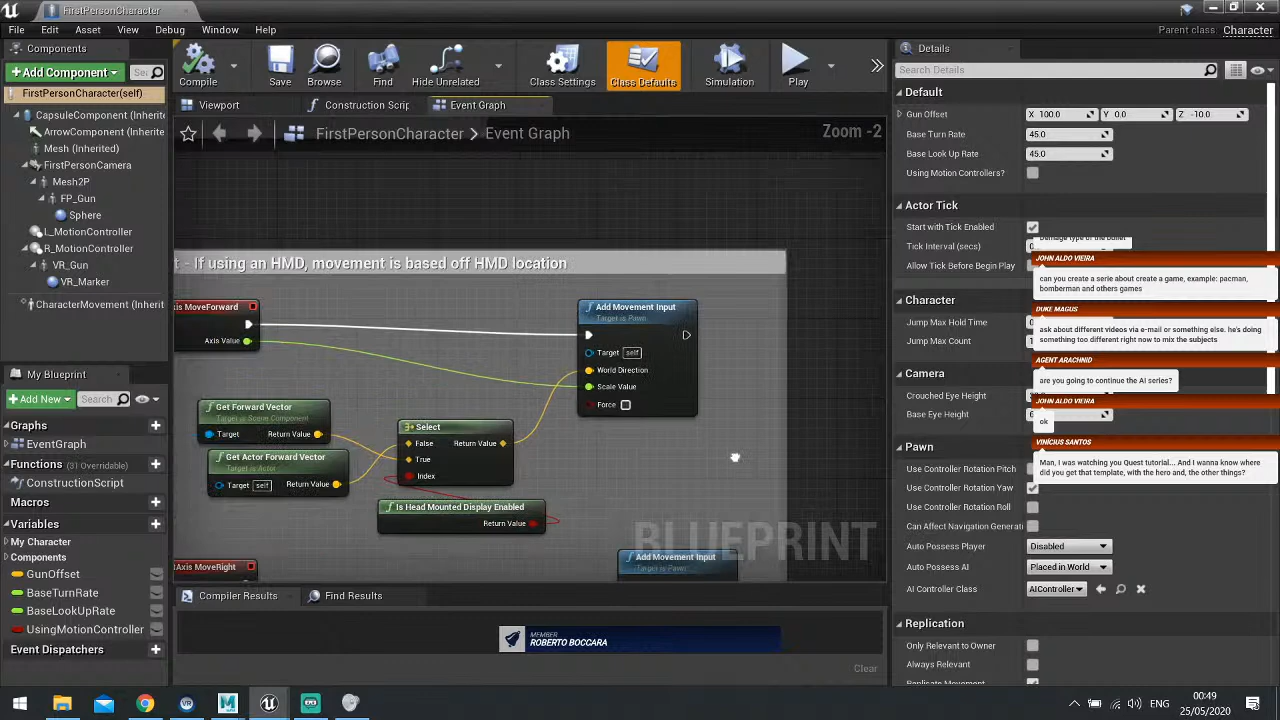 FirstPersonCharacter
File Edit Asset View Debug Window Help
Parent class: Character
Components
Add Component
FirstPersonCharacter(self)
CapsuleComponent (Inherite
ArrowComponent (Inherite
Mesh (Inherited)
FirstPersonCamera
Mesh2P
FP_Gun
Sphere
L_MotionController
R_MotionController
VR_Gun
VR_Marker
CharacterMovement (Inherit
My Blueprint
Add New Search
Graphs
EventGraph
Functions (31 Overridable)
ConstructionScript
Macros
Variables
My Character
Components
GunOffset
BaseTurnRate
BaseLookUpRate
UsingMotionController
Event Dispatchers
Compile Save Browse Find Hide Unrelated Class Settings Class Defaults Simulation Play
Viewport Construction Scrip Event Graph
FirstPersonCharacter > Event Graph
Zoom -2
t - If using an HMD, movement is based off HMD location
xis MoveForward
Axis Value
Add Movement Input
Target is Pawn
Target self
World Direction
Scale Value
Force
Get Forward Vector
Target is Scene Component
Target Return Value
Get Actor Forward Vector
Target is Actor
Target self Return Value
Select
False Return Value
True
Index
Is Head Mounted Display Enabled
Return Value
Axis MoveRight
Add Movement Input
Target is Pawn
BLUEPRINT
Compiler Results Find Results
MEMBER
ROBERTO BOCCARA
Clear
Details
Search Details
Default
Gun Offset X 100.0 Y 0.0 Z -10.0
Base Turn Rate 45.0
Base Look Up Rate 45.0
Using Motion Controllers?
Actor Tick
Start with Tick Enabled
Tick Interval (secs)
Allow Tick Before Begin Play
Character
Jump Max Hold Time
Jump Max Count
Camera
Crouched Eye Height
Base Eye Height
Pawn
Use Controller Rotation Pitch
Use Controller Rotation Yaw
Use Controller Rotation Roll
Can Affect Navigation Generati
Auto Possess Player Disabled
Auto Possess AI Placed in World
AI Controller Class AIController
Replication
Only Relevant to Owner
Always Relevant
Replicate Movement
Damage type of the bullet
JOHN ALDO VIEIRA
can you create a serie about create a game, example: pacman,
bomberman and others games
DUKE MAGUS
ask about different videos via e-mail or something else. he's doing
something too different right now to mix the subjects
AGENT ARACHNID
are you going to continue the AI series?
JOHN ALDO VIEIRA
ok
VINÍCIUS SANTOS
Man, I was watching you Quest tutorial... And I wanna know where
did you get that template, with the hero and, the other things?
ENG
00:49
25/05/2020